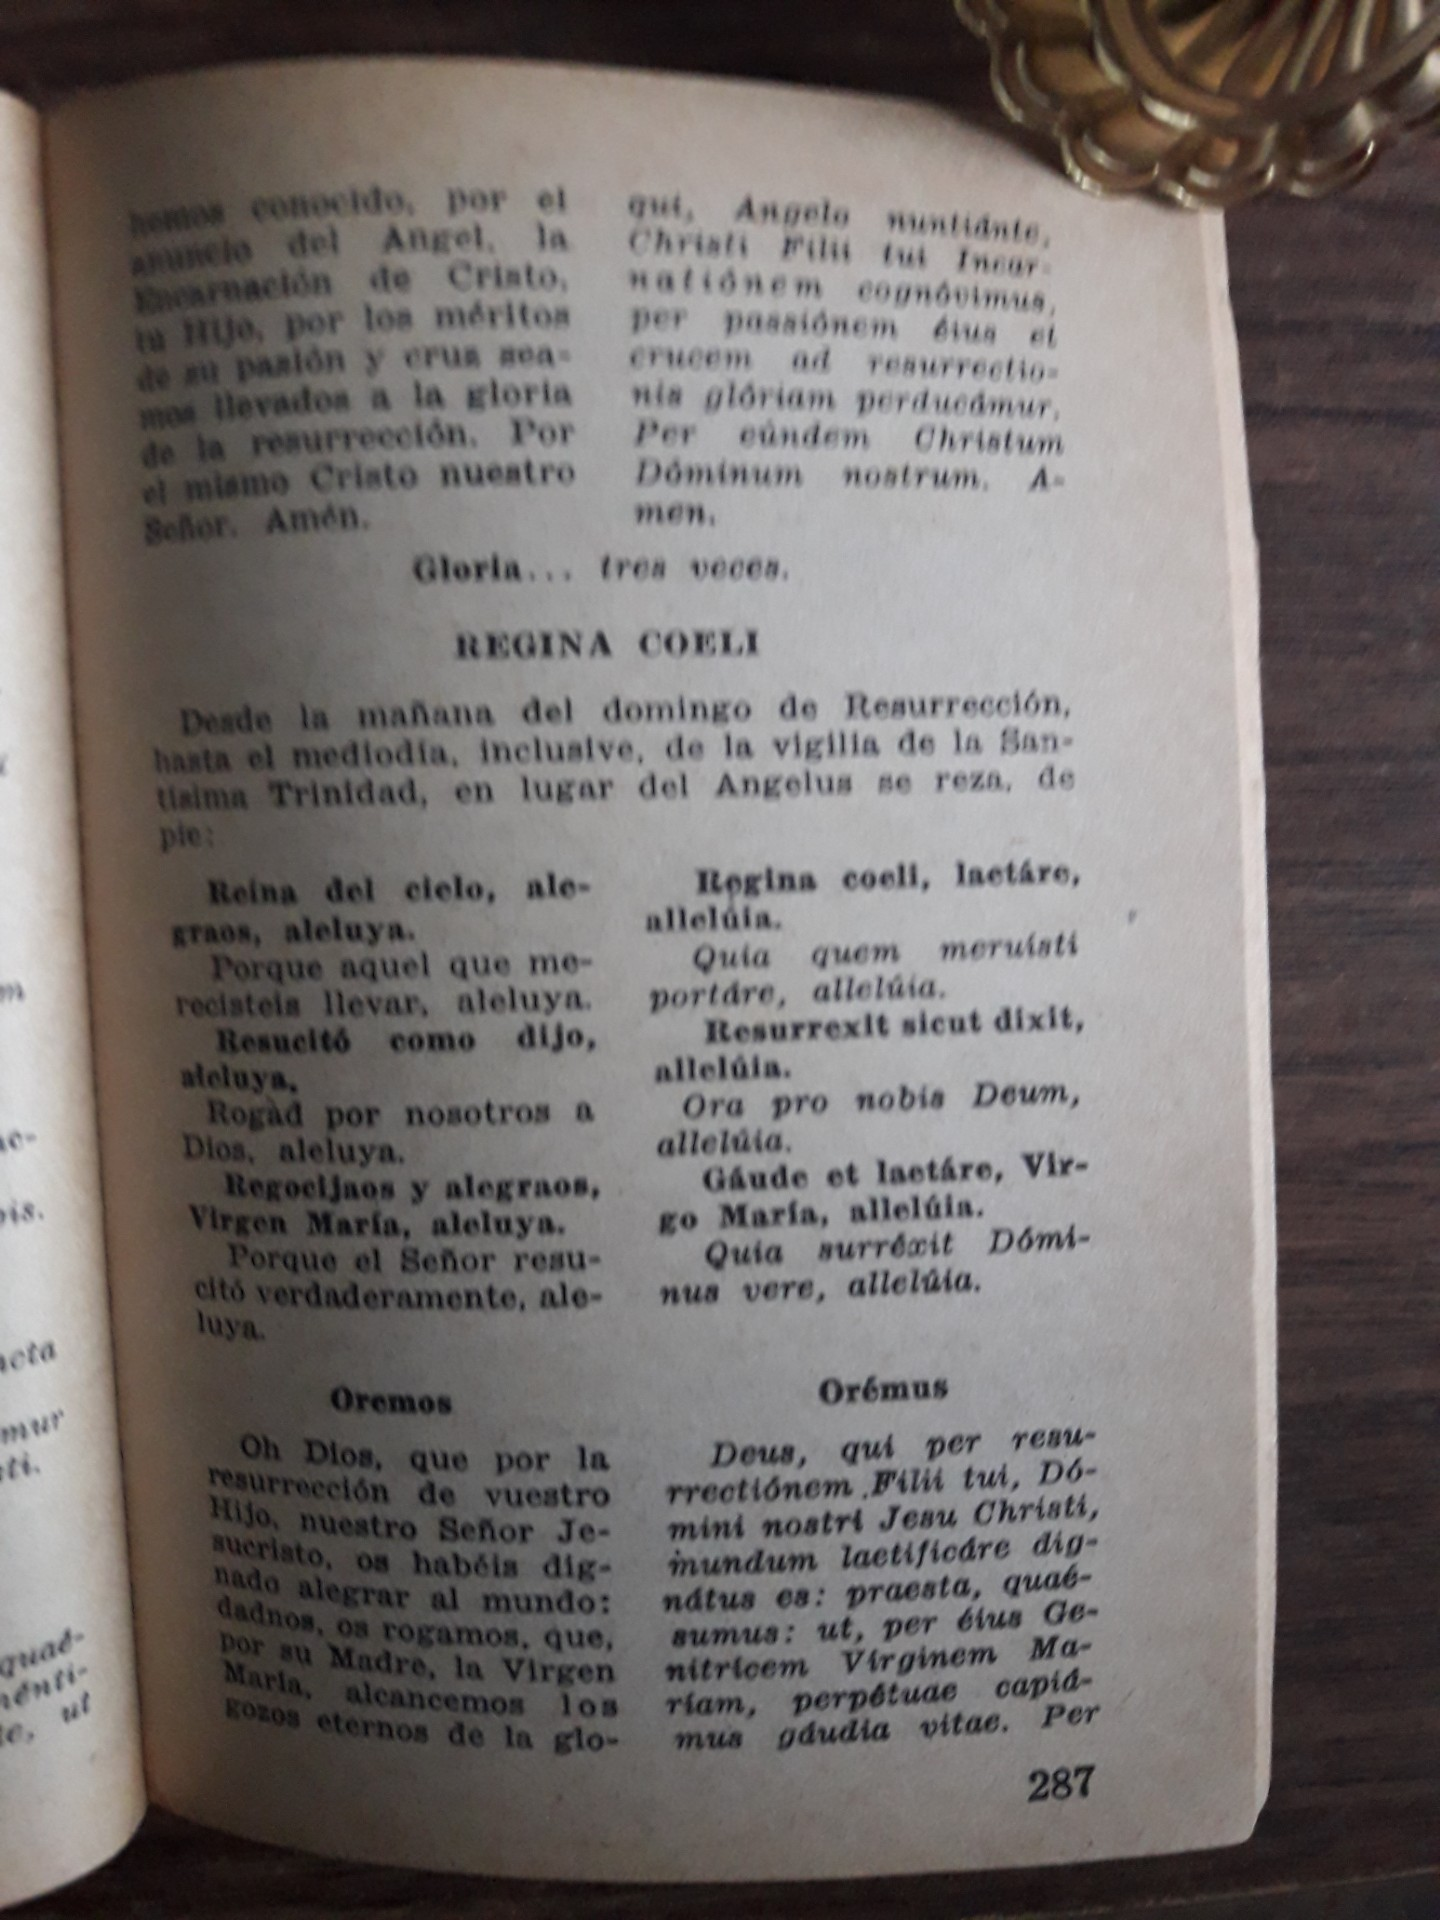 hemos conocido, por el
anuncio del Angel, la
Encarnación de Cristo,
tu Hijo, por los méritos
de su pasión y cruz sea-
mos llevados a la gloria
de la resurrección. Por
el mismo Cristo nuestro
Señor. Amén.
qui, Angelo nuntiánte,
Christi Filii tui Incar-
natiónem cognóvimus,
per passiónem éius et
crucem ad resurrectio-
nis glóriam perducámur.
Per eúndem Christum
Dóminum nostrum. A-
men.
Gloria... tres veces.
REGINA COELI
Desde la mañana del domingo de Resurrección,
hasta el mediodía, inclusive, de la vigilia de la San-
tísima Trinidad, en lugar del Angelus se reza, de
pie:
Reina del cielo, ale-
graos, aleluya.
Porque aquel que me-
recisteis llevar, aleluya.
Resucitó como dijo,
aleluya.
Rogad por nosotros a
Dios, aleluya.
Regocijaos y alegraos,
Virgen María, aleluya.
Porque el Señor resu-
citó verdaderamente, ale-
luya.
Regina coeli, laetáre,
allelúia.
Quia quem meruísti
portáre, allelúia.
Resurrexit sicut dixit,
allelúia.
Ora pro nobis Deum,
allelúia.
Gáude et laetáre, Vir-
go María, allelúia.
Quia surréxit Dómi-
nus vere, allelúia.
Oremos
Oh Dios, que por la
resurrección de vuestro
Hijo, nuestro Señor Je-
sucristo, os habéis dig-
nado alegrar al mundo:
dadnos, os rogamos, que,
por su Madre, la Virgen
María, alcancemos los
gozos eternos de la glo-
Orémus
Deus, qui per resu-
rrectiónem Filii tui, Dó-
mini nostri Jesu Christi,
mundum laetificáre dig-
nátus es: praesta, quaé-
sumus: ut, per éius Ge-
nitricem Vírginem Ma-
ríam, perpétuae capiá-
mus gáudia vitae. Per
287